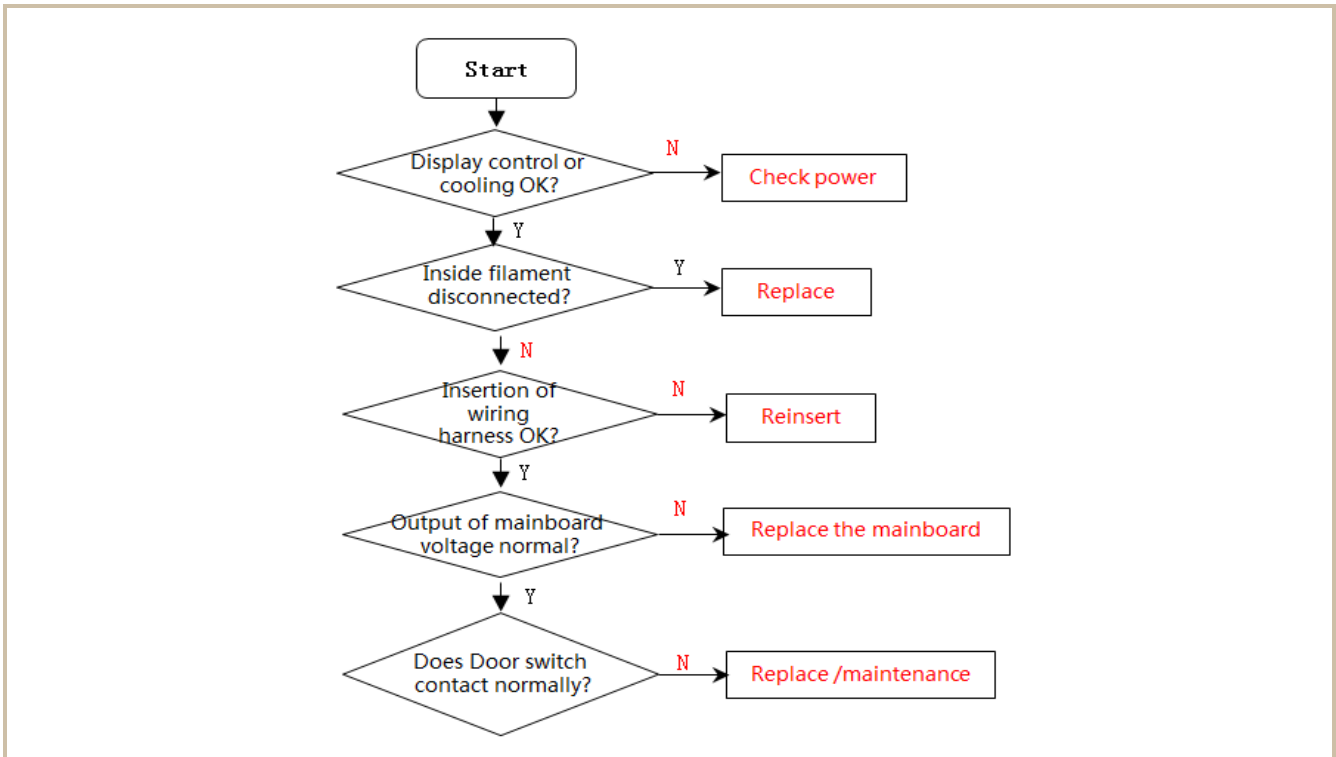 Start
Display control or
cooling OK?
N
Check power
Y
Inside filament
disconnected?
Y
Replace
N
Insertion of
wiring
harness OK?
N
Reinsert
Y
Output of mainboard
voltage normal?
N
Replace the mainboard
Y
Does Door switch
contact normally?
N
Replace /maintenance